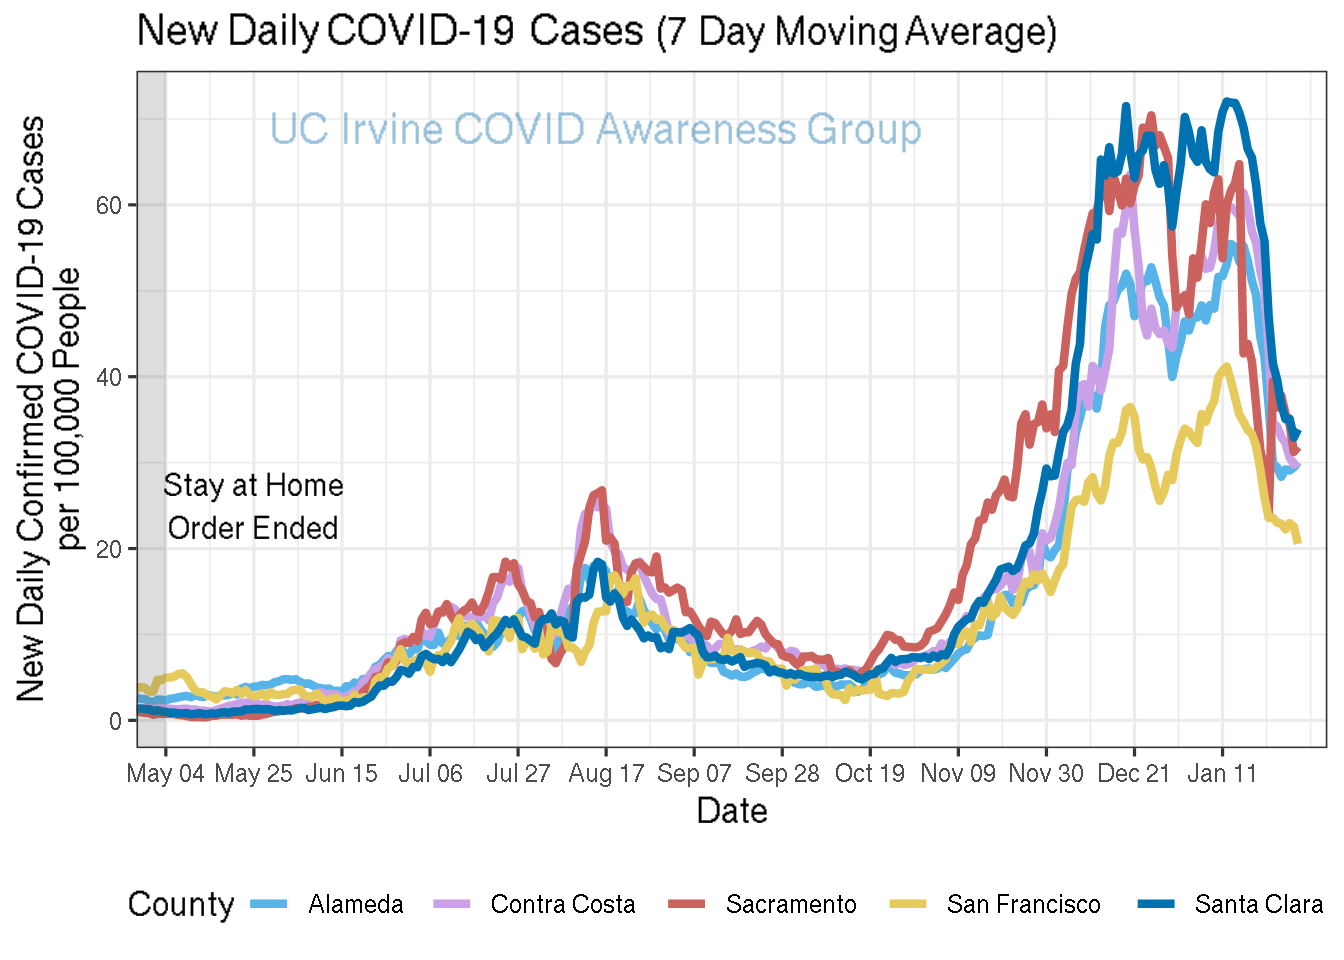 New Daily COVID-19 Cases (7 Day Moving Average)
UC Irvine COVID Awareness Group
New Daily Confirmed COVID-19 Cases
per 100,000 People
60
40
20
0
Stay at Home
Order Ended
May 04 May 25 Jun 15 Jul 06 Jul 27 Aug 17 Sep 07 Sep 28 Oct 19 Nov 09 Nov 30 Dec 21 Jan 11
Date
County Alameda Contra Costa Sacramento San Francisco Santa Clara